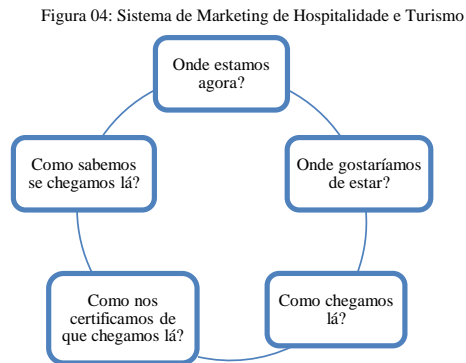 Figura 04: Sistema de Marketing de Hospitalidade e Turismo
Onde estamos
agora?
Onde gostaríamos
de estar?
Como chegamos
lá?
Como nos
certificamos de
que chegamos lá?
Como sabemos
se chegamos lá?